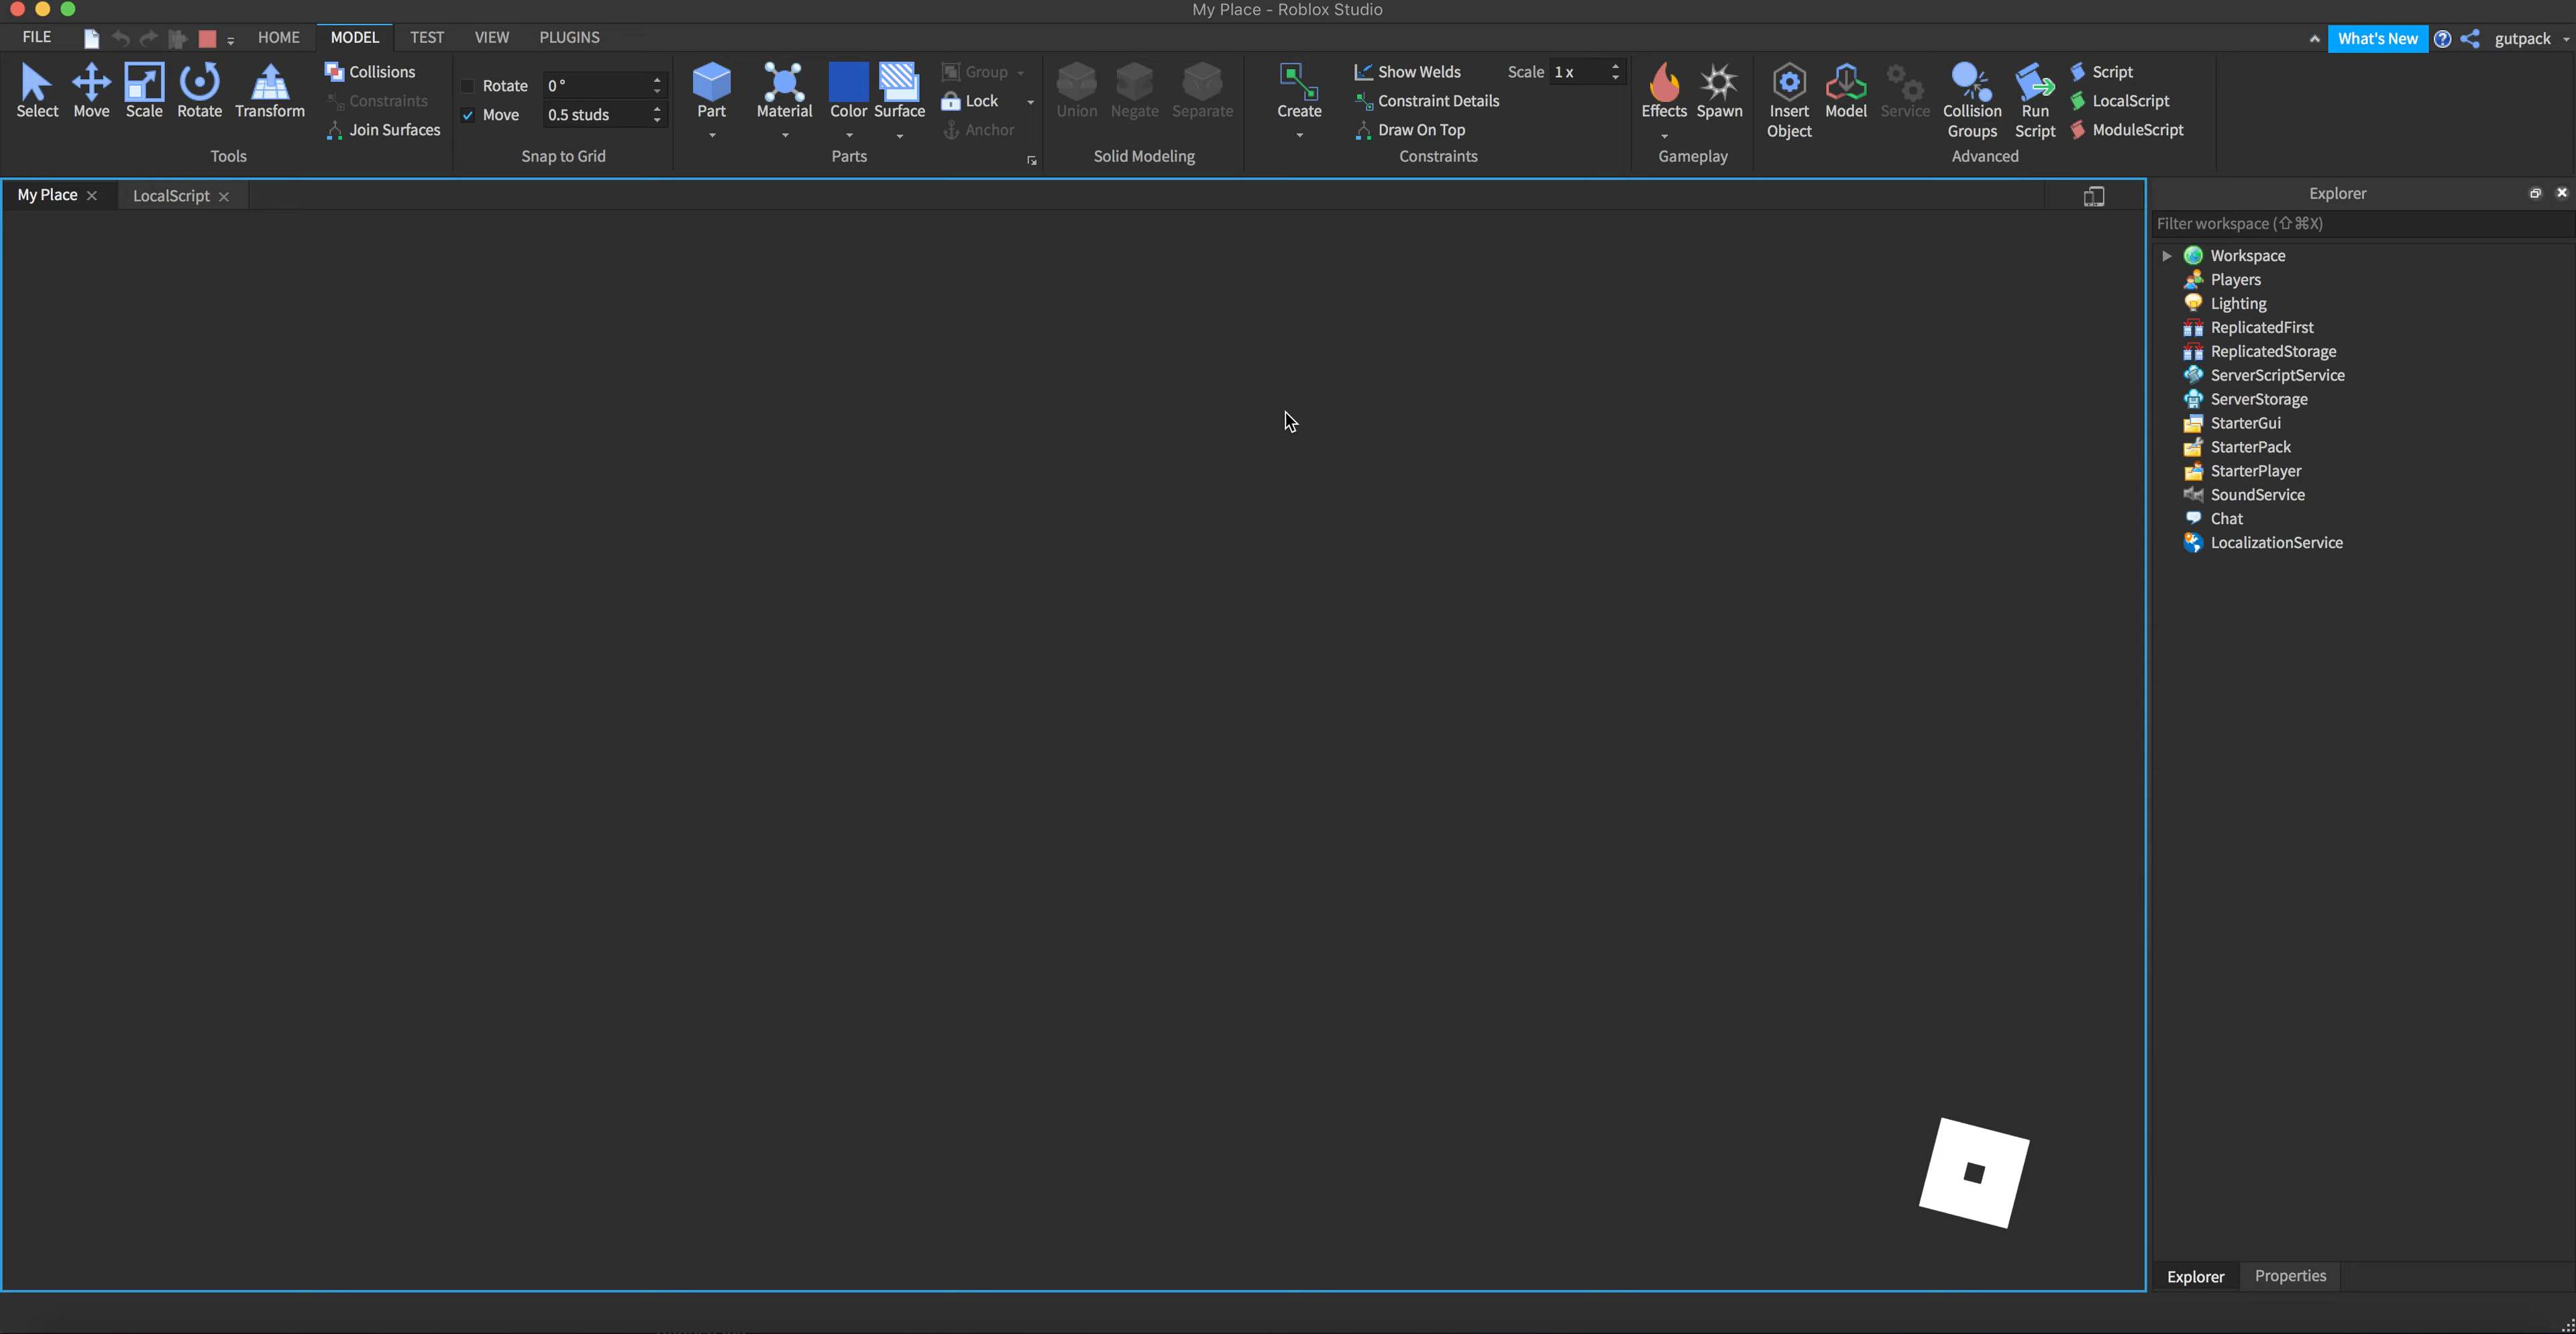 My Place - Roblox Studio
FILE HOME MODEL TEST VIEW PLUGINS What's New gutpack
Select Move Scale Rotate Transform
Collisions
Constraints
Join Surfaces
Tools
Rotate 0 °
Move 0.5 studs
Snap to Grid
Part Material Color Surface
Group
Lock
Anchor
Parts
Union Negate Separate
Solid Modeling
Create
Show Welds Scale 1 x
Constraint Details
Draw On Top
Constraints
Effects Spawn
Gameplay
Insert Object Model Service Collision Groups Run Script
Script
LocalScript
ModuleScript
Advanced
My Place LocalScript
Explorer
Filter workspace (⇧⌘X)
Workspace
Players
Lighting
ReplicatedFirst
ReplicatedStorage
ServerScriptService
ServerStorage
StarterGui
StarterPack
StarterPlayer
SoundService
Chat
LocalizationService
Explorer Properties